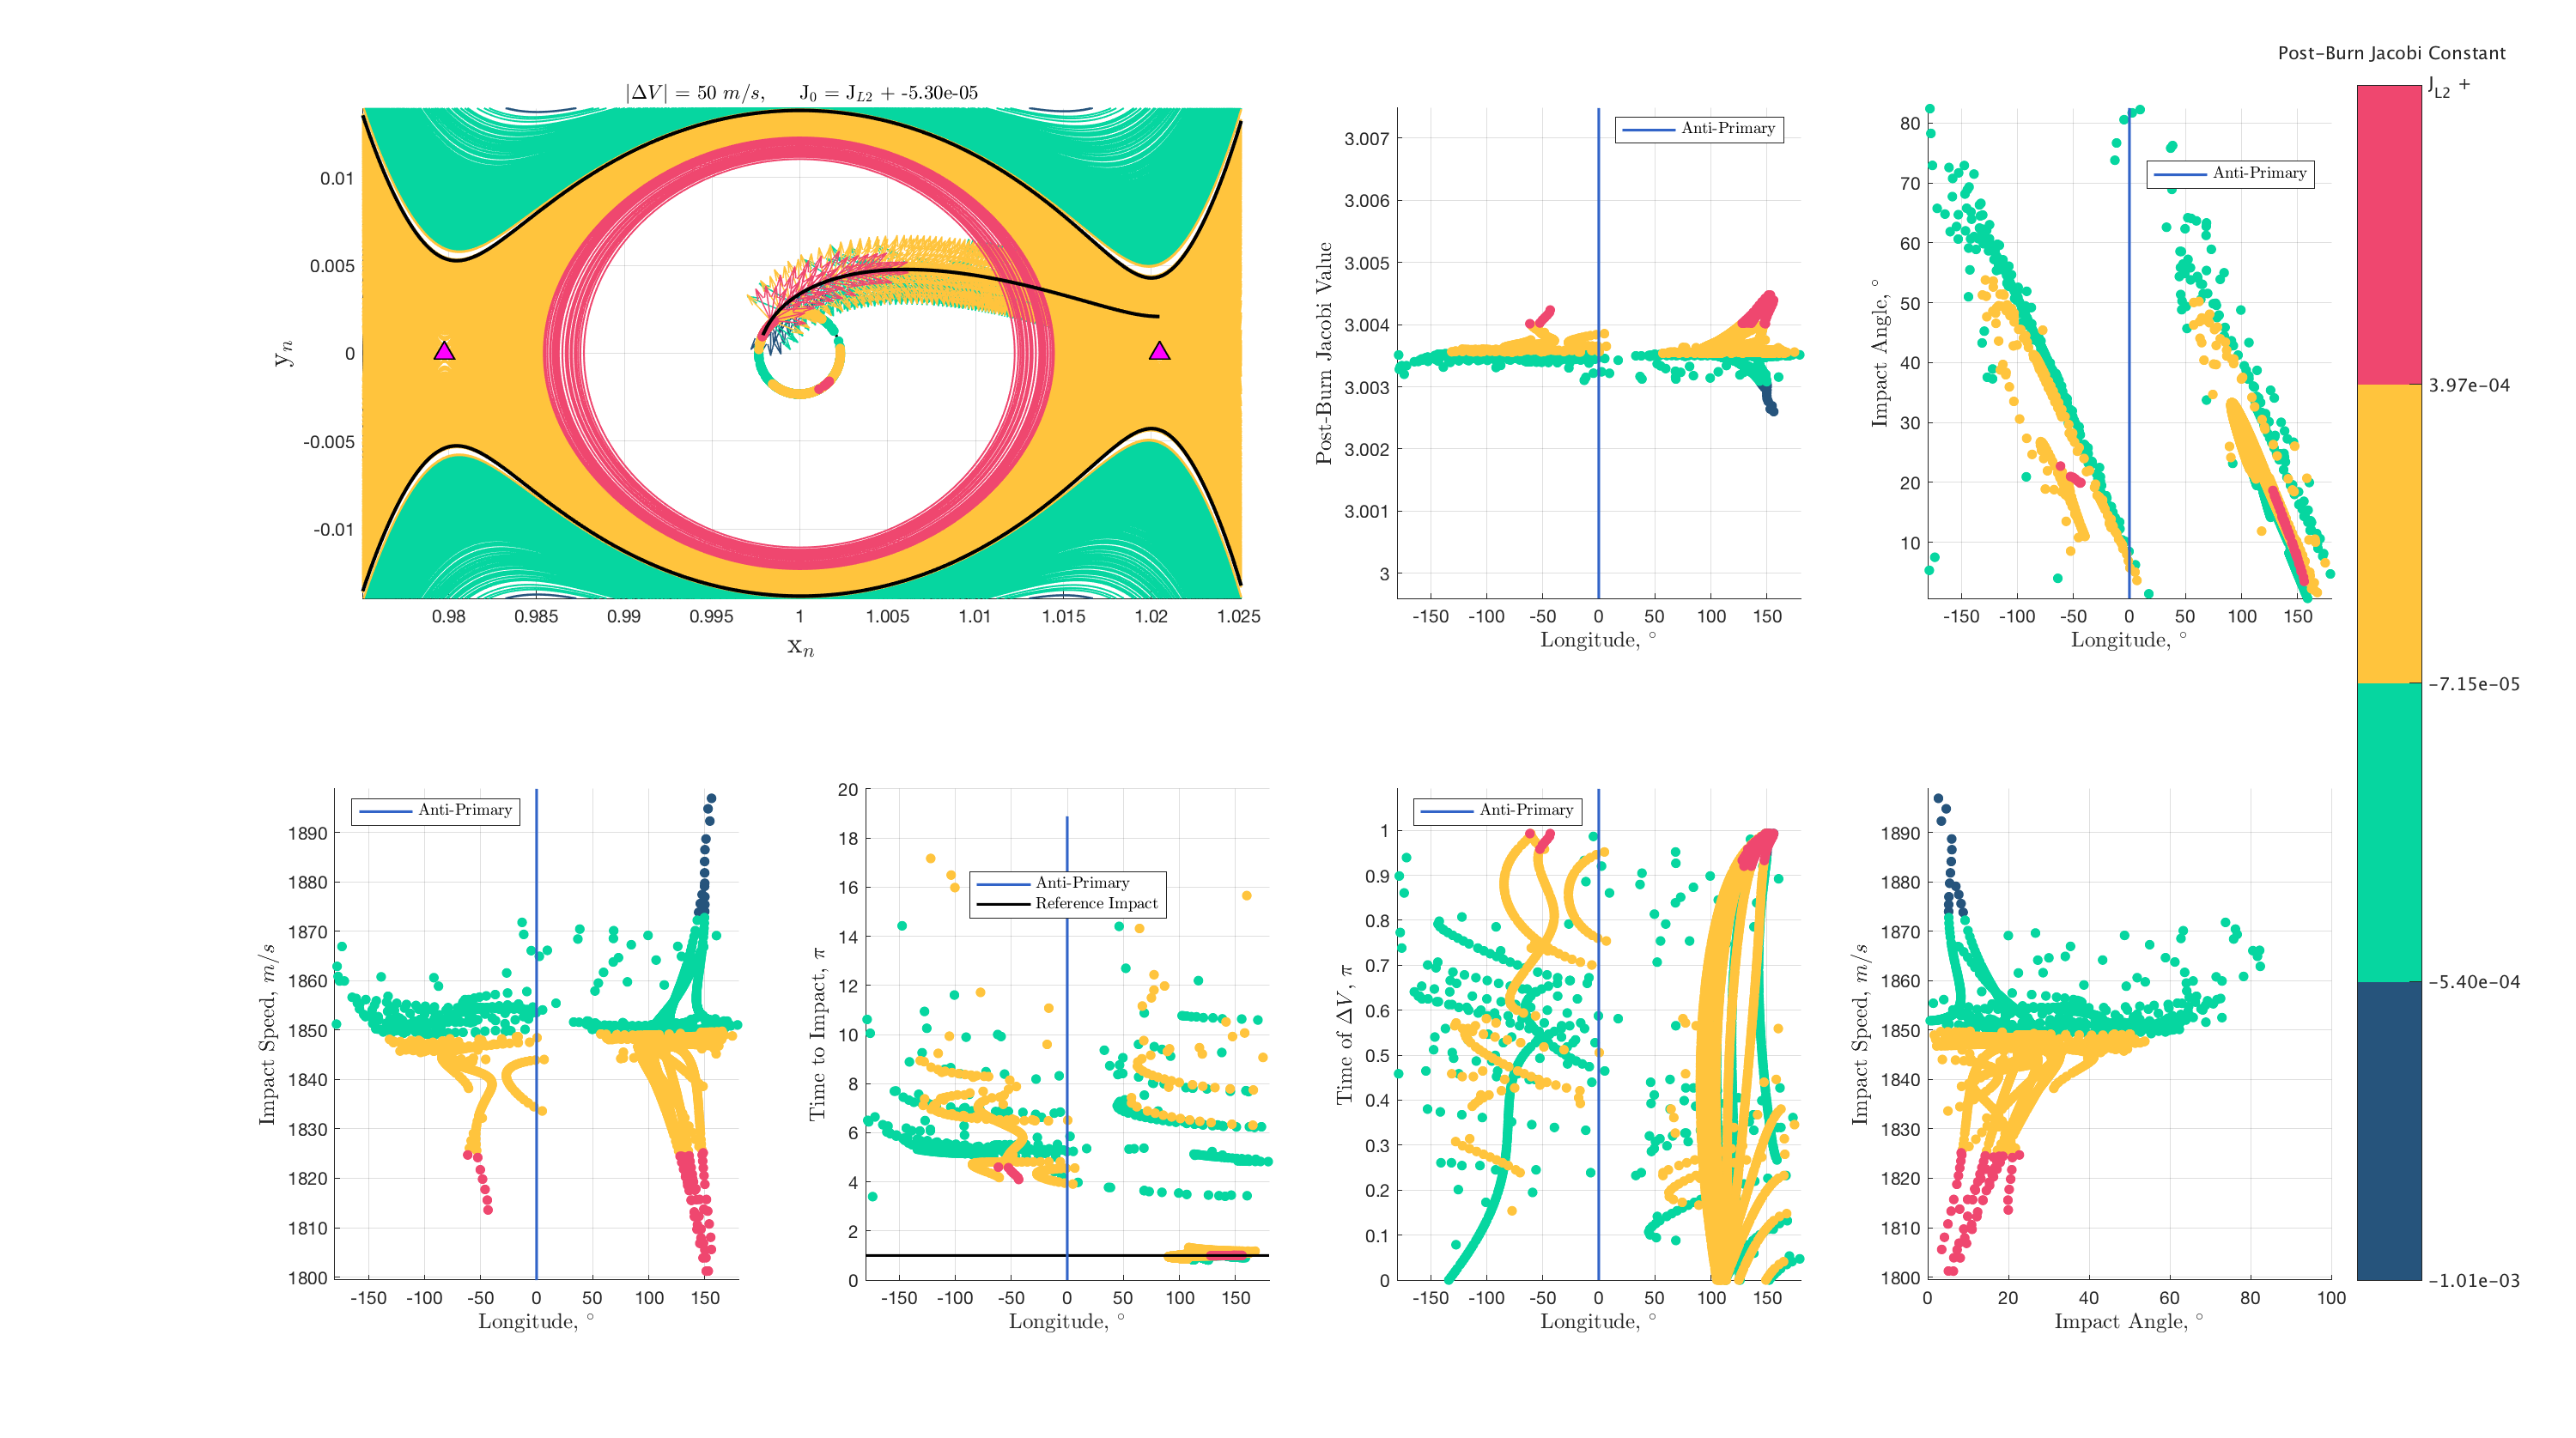 Post-Burn Jacobi Constant
|ΔV| = 50 m/s, J₀ = J_L2 + -5.30e-05
0.01
0.005
0
-0.005
-0.01
yₙ
0.98 0.985 0.99 0.995 1 1.005 1.01 1.015 1.02 1.025
xₙ
Anti-Primary
3.007
3.006
3.005
3.004
3.003
3.002
3.001
3
Post-Burn Jacobi Value
-150 -100 -50 0 50 100 150
Longitude, °
Anti-Primary
80
70
60
50
40
30
20
10
Impact Angle, °
-150 -100 -50 0 50 100 150
Longitude, °
J_L2 +
3.97e-04
-7.15e-05
-5.40e-04
-1.01e-03
Anti-Primary
1890
1880
1870
1860
1850
1840
1830
1820
1810
1800
Impact Speed, m/s
-150 -100 -50 0 50 100 150
Longitude, °
Anti-Primary
Reference Impact
20
18
16
14
12
10
8
6
4
2
0
Time to Impact, π
-150 -100 -50 0 50 100 150
Longitude, °
Anti-Primary
1
0.9
0.8
0.7
0.6
0.5
0.4
0.3
0.2
0.1
0
Time of ΔV, π
-150 -100 -50 0 50 100 150
Longitude, °
1890
1880
1870
1860
1850
1840
1830
1820
1810
1800
Impact Speed, m/s
0 20 40 60 80 100
Impact Angle, °